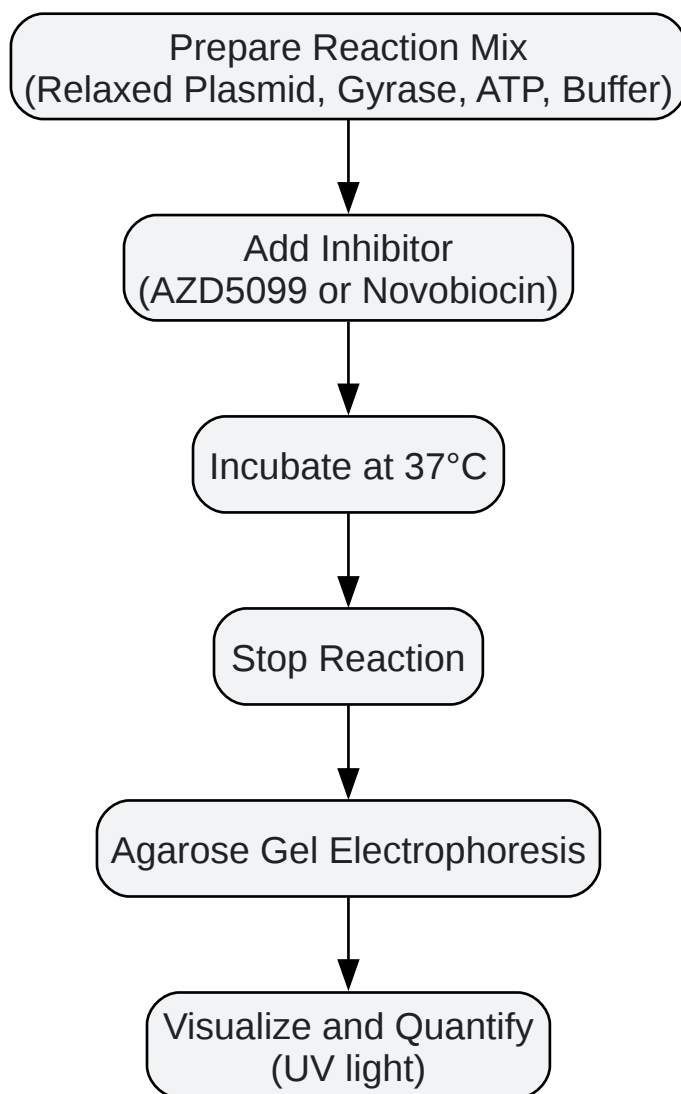 Prepare Reaction Mix
(Relaxed Plasmid, Gyrase, ATP, Buffer)
Add Inhibitor
(AZD5099 or Novobiocin)
Incubate at 37°C
Stop Reaction
Agarose Gel Electrophoresis
Visualize and Quantify
(UV light)